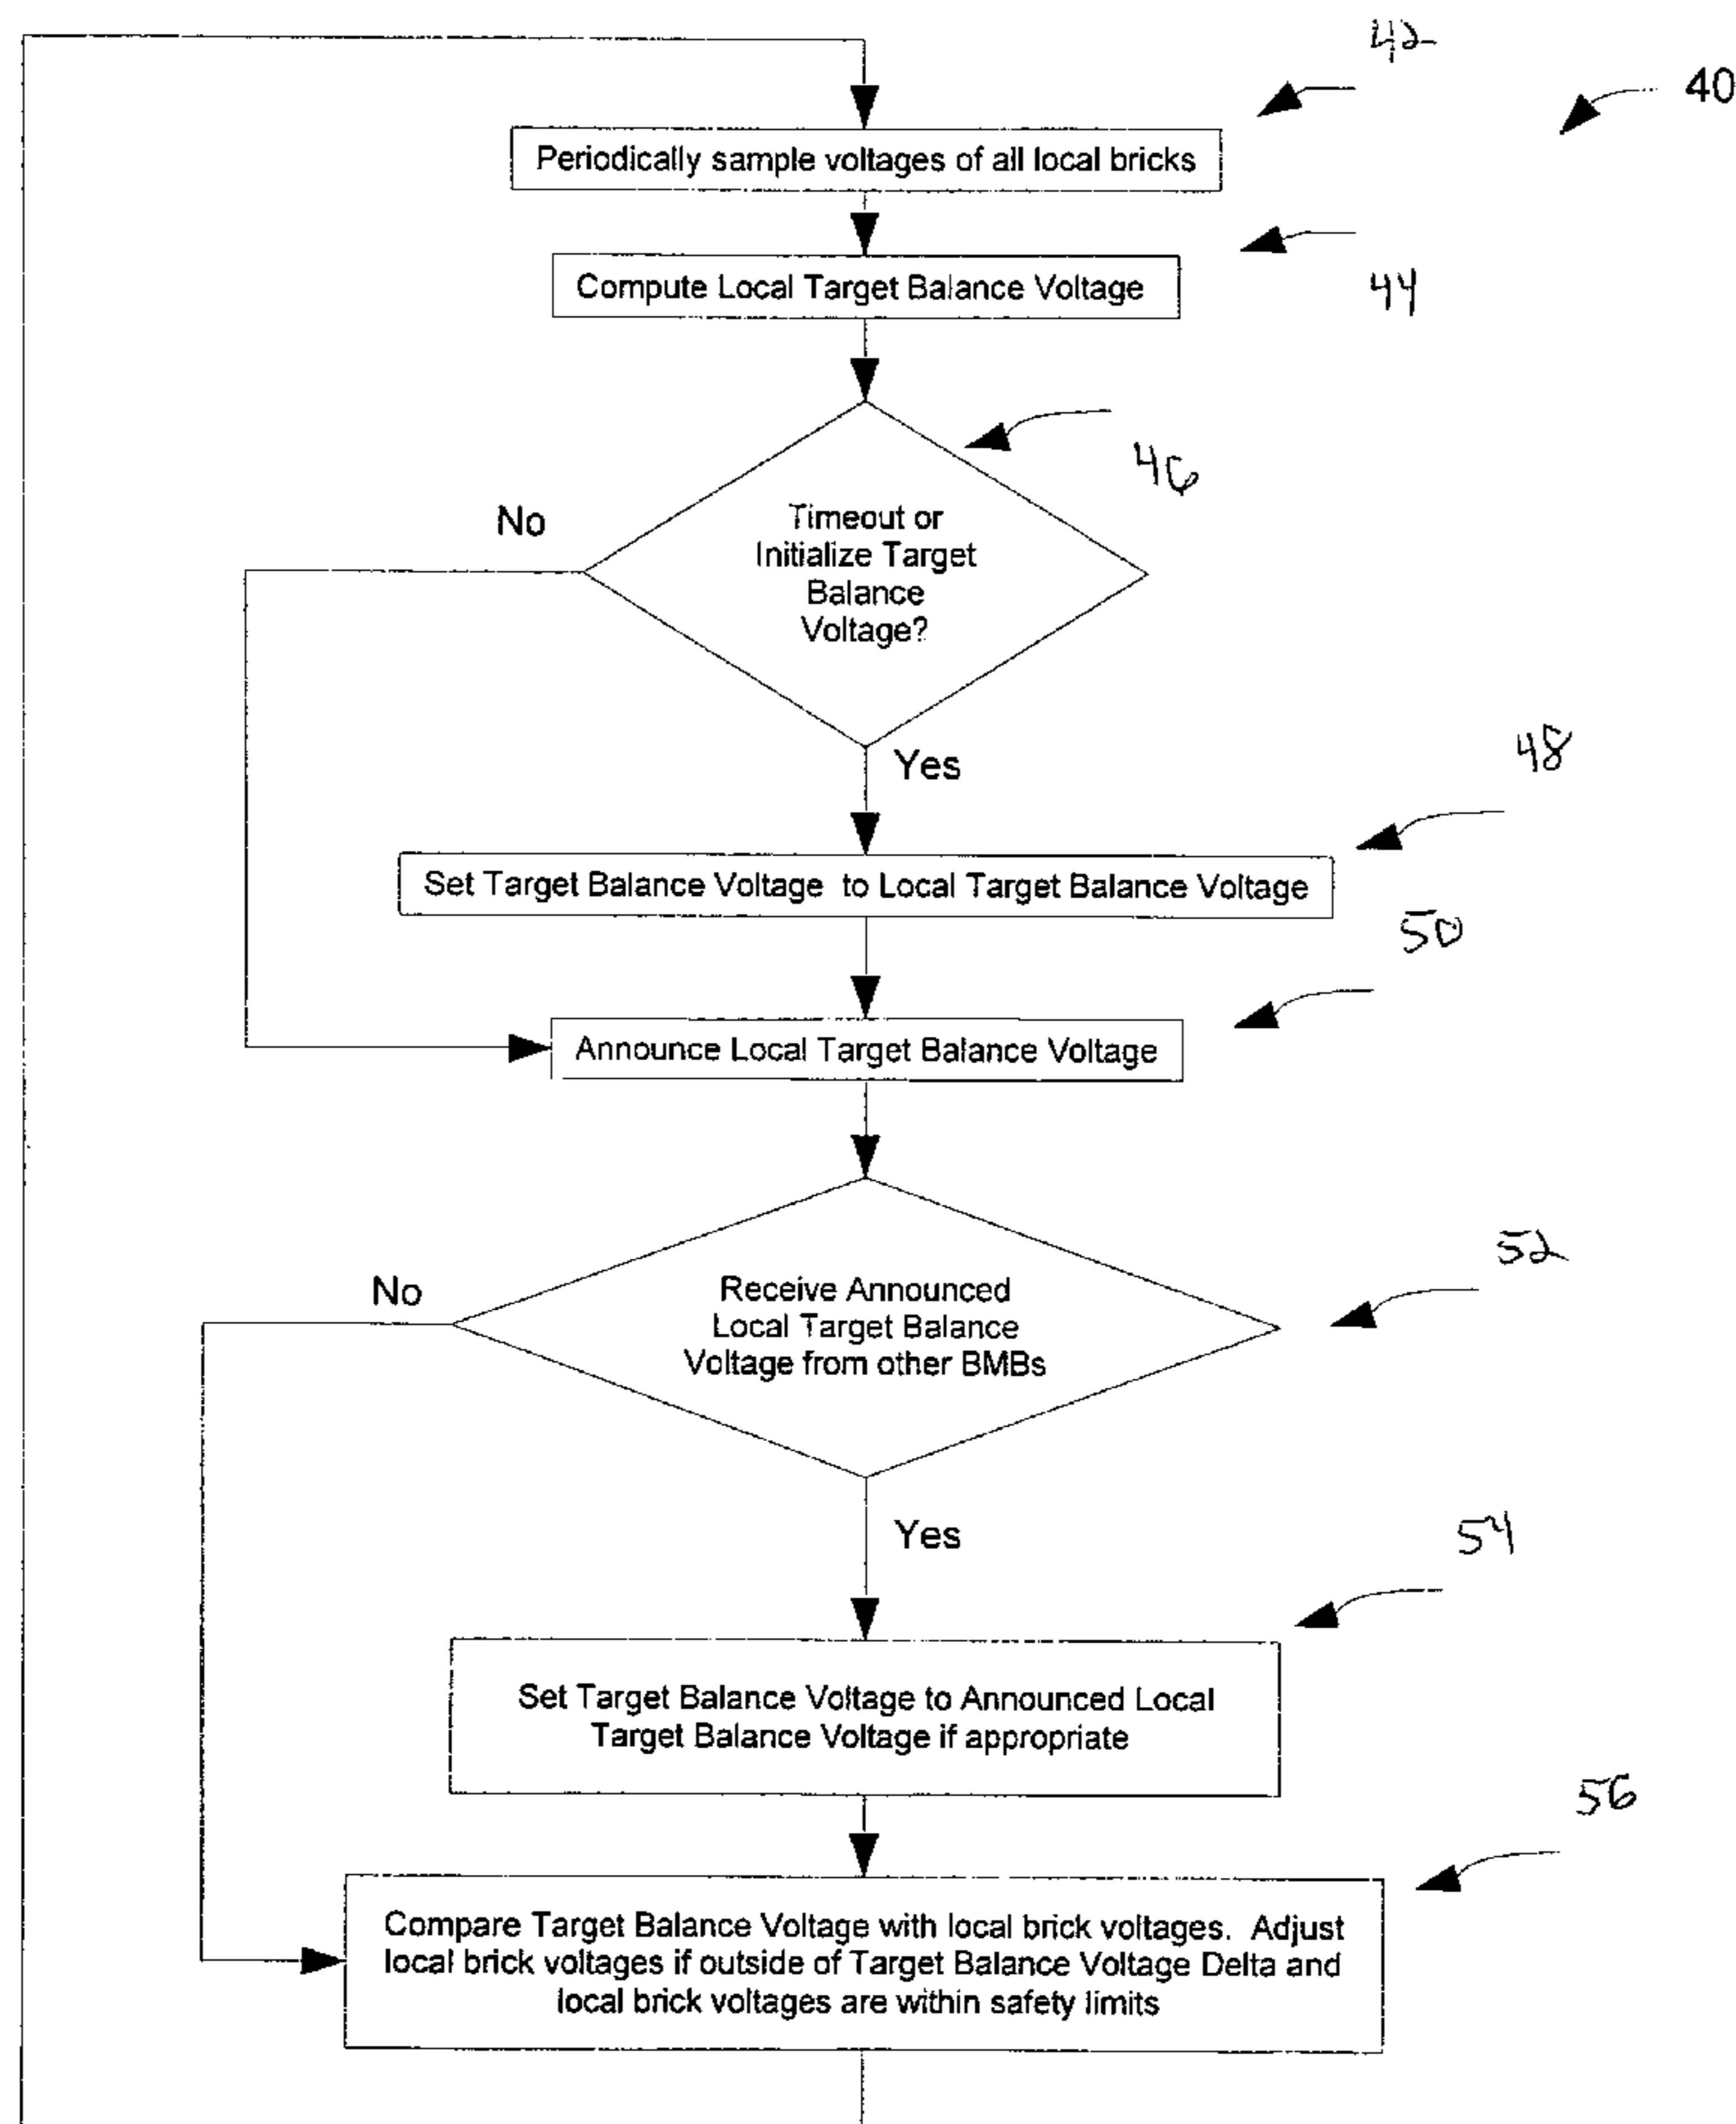 42
40
Periodically sample voltages of all local bricks
Compute Local Target Balance Voltage
44
46
No
Timeout or
Initialize Target
Balance
Voltage?
Yes
48
Set Target Balance Voltage to Local Target Balance Voltage
50
Announce Local Target Balance Voltage
52
No
Receive Announced
Local Target Balance
Voltage from other BMBs
Yes
54
Set Target Balance Voltage to Announced Local
Target Balance Voltage if appropriate
56
Compare Target Balance Voltage with local brick voltages. Adjust
local brick voltages if outside of Target Balance Voltage Delta and
local brick voltages are within safety limits